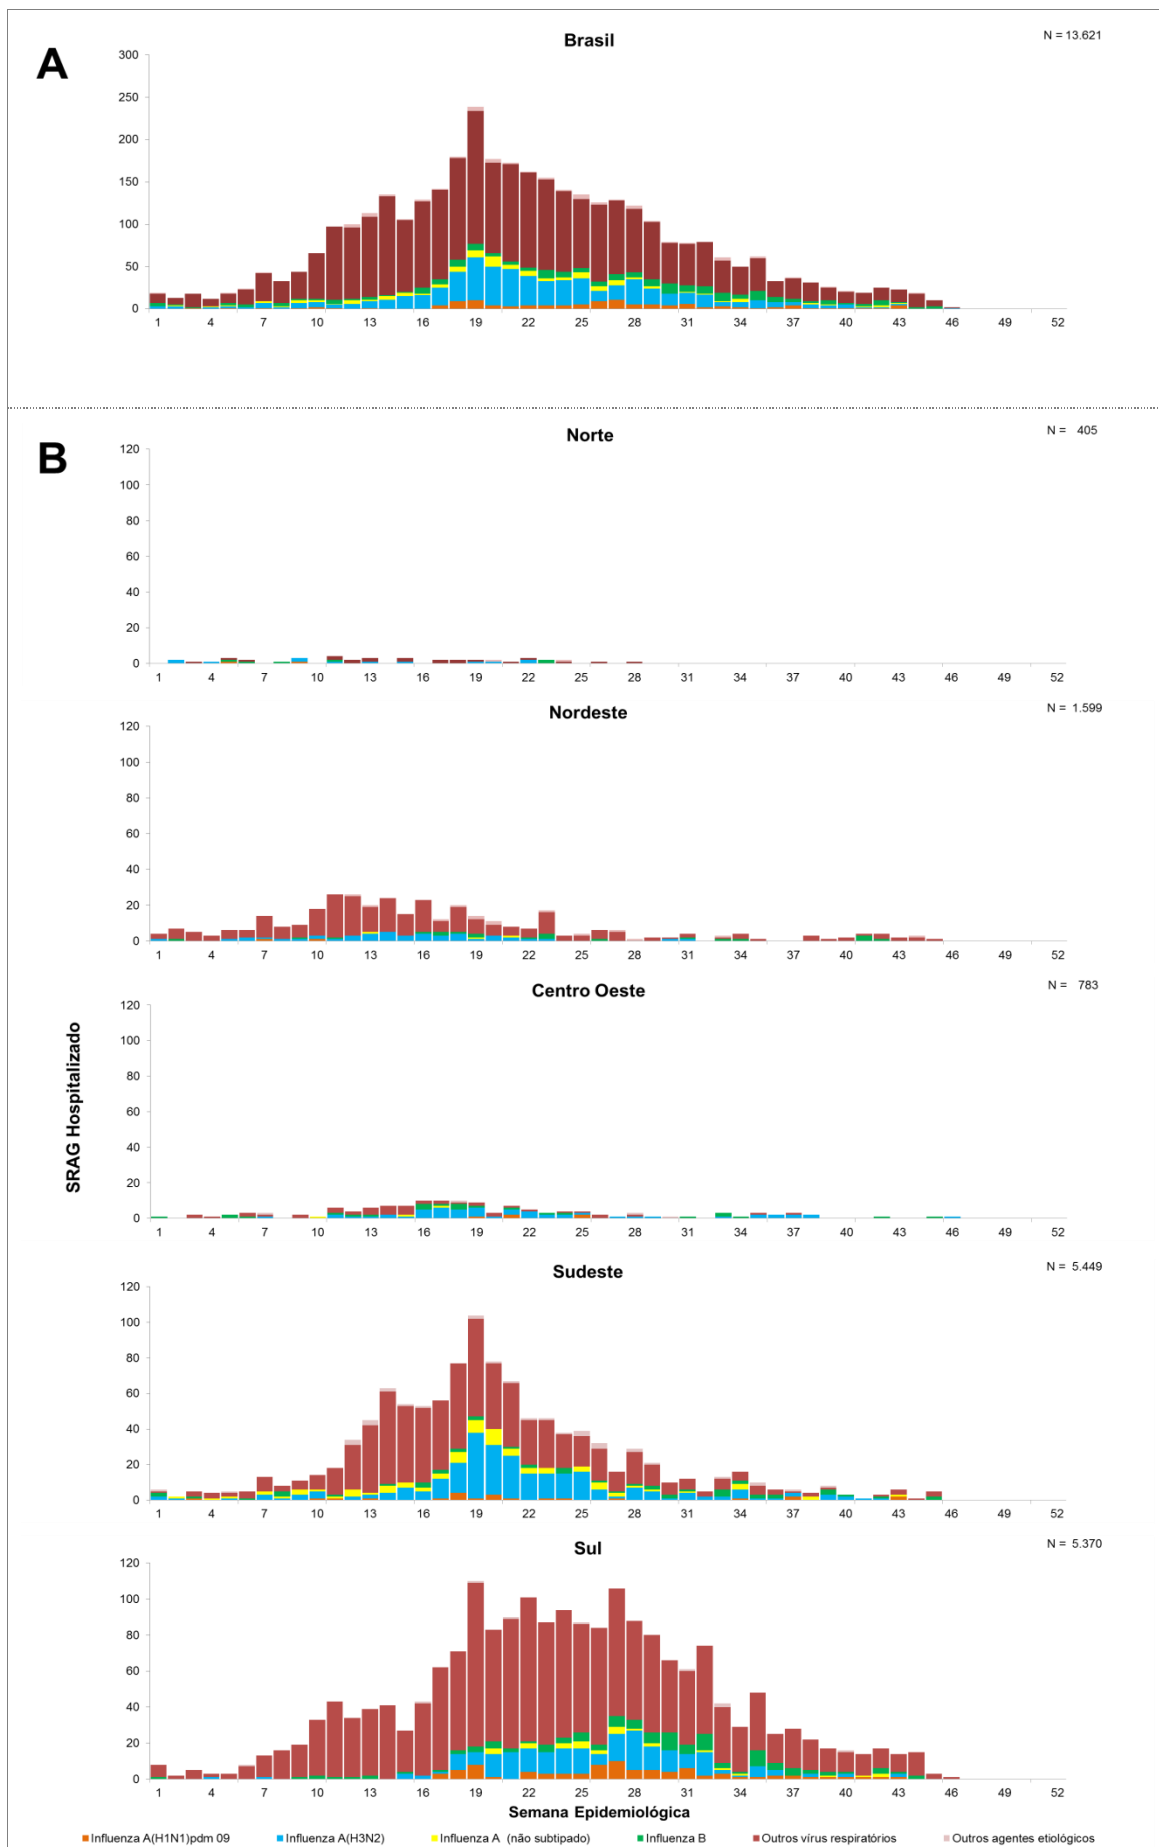 A
Brasil
N = 13.621
300
250
200
150
100
50
0
1 4 7 10 13 16 19 22 25 28 31 34 37 40 43 46 49 52
B
Norte
N = 405
120
100
80
60
40
20
0
1 4 7 10 13 16 19 22 25 28 31 34 37 40 43 46 49 52
Nordeste
N = 1.599
120
100
80
60
40
20
0
1 4 7 10 13 16 19 22 25 28 31 34 37 40 43 46 49 52
Centro Oeste
N = 783
120
100
80
60
40
20
0
1 4 7 10 13 16 19 22 25 28 31 34 37 40 43 46 49 52
SRAG Hospitalizado
Sudeste
N = 5.449
120
100
80
60
40
20
0
1 4 7 10 13 16 19 22 25 28 31 34 37 40 43 46 49 52
Sul
N = 5.370
120
100
80
60
40
20
0
1 4 7 10 13 16 19 22 25 28 31 34 37 40 43 46 49 52
Semana Epidemiológica
Influenza A(H1N1)pdm 09 Influenza A(H3N2) Influenza A (não subtipado) Influenza B Outros vírus respiratórios Outros agentes etiológicos